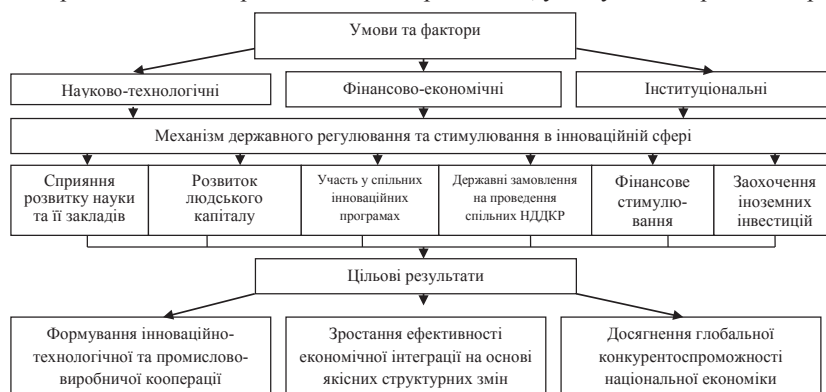 Умови та фактори
Науково-технологічні
Фінансово-економічні
Інституціональні
Механізм державного регулювання та стимулювання в інноваційній сфері
Сприяння
розвитку науки
та її закладів
Розвиток
людського
капіталу
Участь у спільних
інноваційних
програмах
Державні замовлення
на проведення
спільних НДДКР
Фінансове
стимулю-
вання
Заохочення
іноземних
інвестицій
Цільові результати
Формування інноваційно-
технологічної та промислово-
виробничої кооперації
Зростання ефективності
економічної інтеграції на основі
якісних структурних змін
Досягнення глобальної
конкурентоспроможності
національної економіки